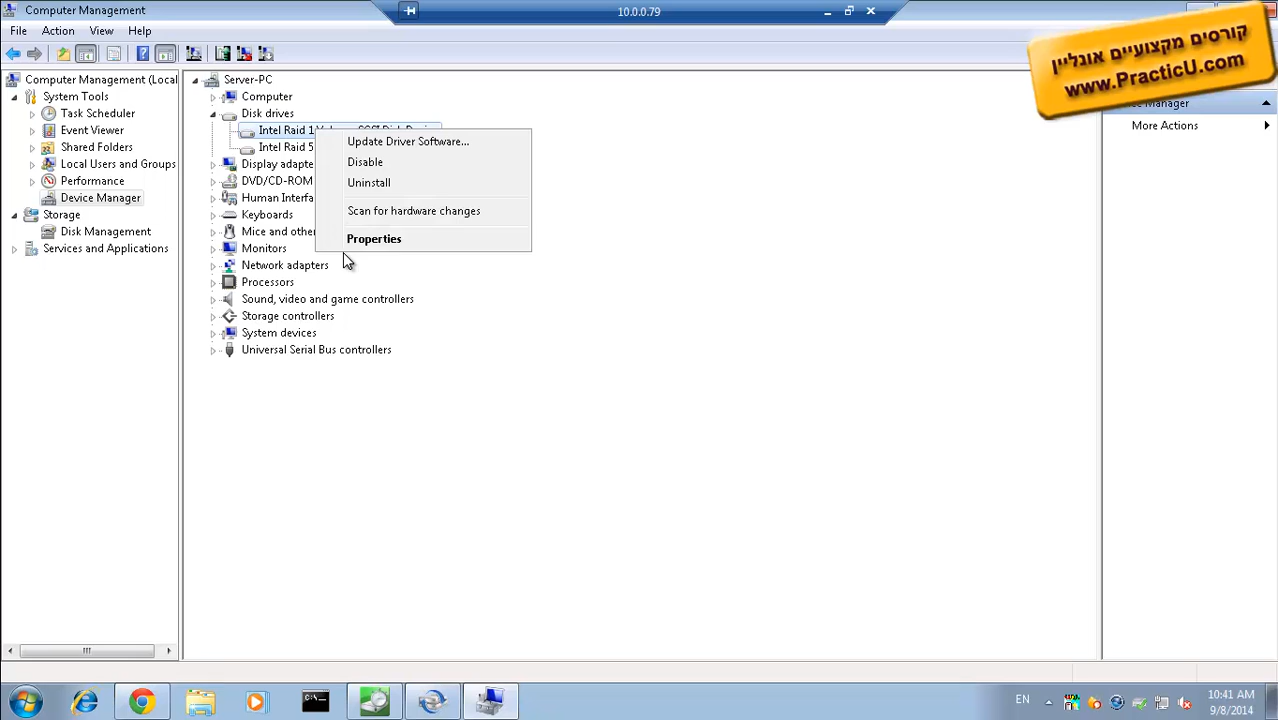 Computer Management
10.0.0.79
File Action View Help
קורסים מקצועיים אונליין
www.PracticU.com
Computer Management (Local
System Tools
Task Scheduler
Event Viewer
Shared Folders
Local Users and Groups
Performance
Device Manager
Storage
Disk Management
Services and Applications
Server-PC
Computer
Disk drives
Intel Raid 1
Intel Raid 5
Display adapte
DVD/CD-ROM
Human Interfa
Keyboards
Mice and othe
Monitors
Network adapters
Processors
Sound, video and game controllers
Storage controllers
System devices
Universal Serial Bus controllers
Update Driver Software...
Disable
Uninstall
Scan for hardware changes
Properties
Manager
More Actions
EN
10:41 AM
9/8/2014